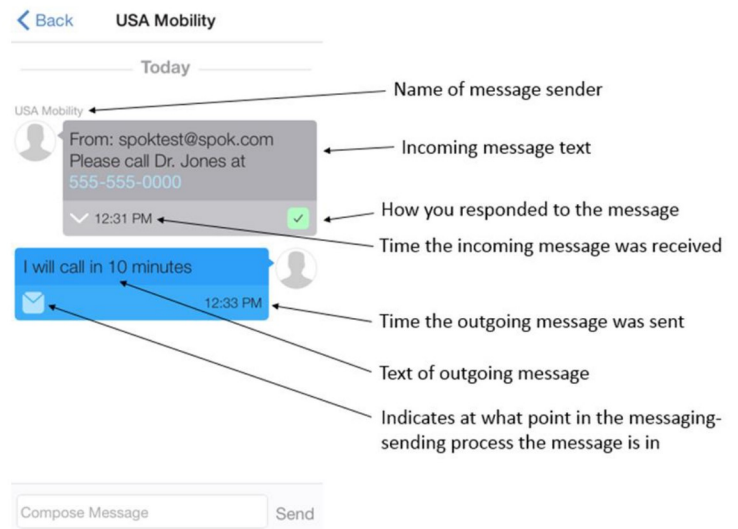 Back USA Mobility
Today
Name of message sender
USA Mobility
From: spoktest@spok.com
Incoming message text
Please call Dr. Jones at
555-555-0000
How you responded to the message
12:31 PM
Time the incoming message was received
I will call in 10 minutes
12:33 PM
Time the outgoing message was sent
Text of outgoing message
Indicates at what point in the messaging-
sending process the message is in
Compose Message Send